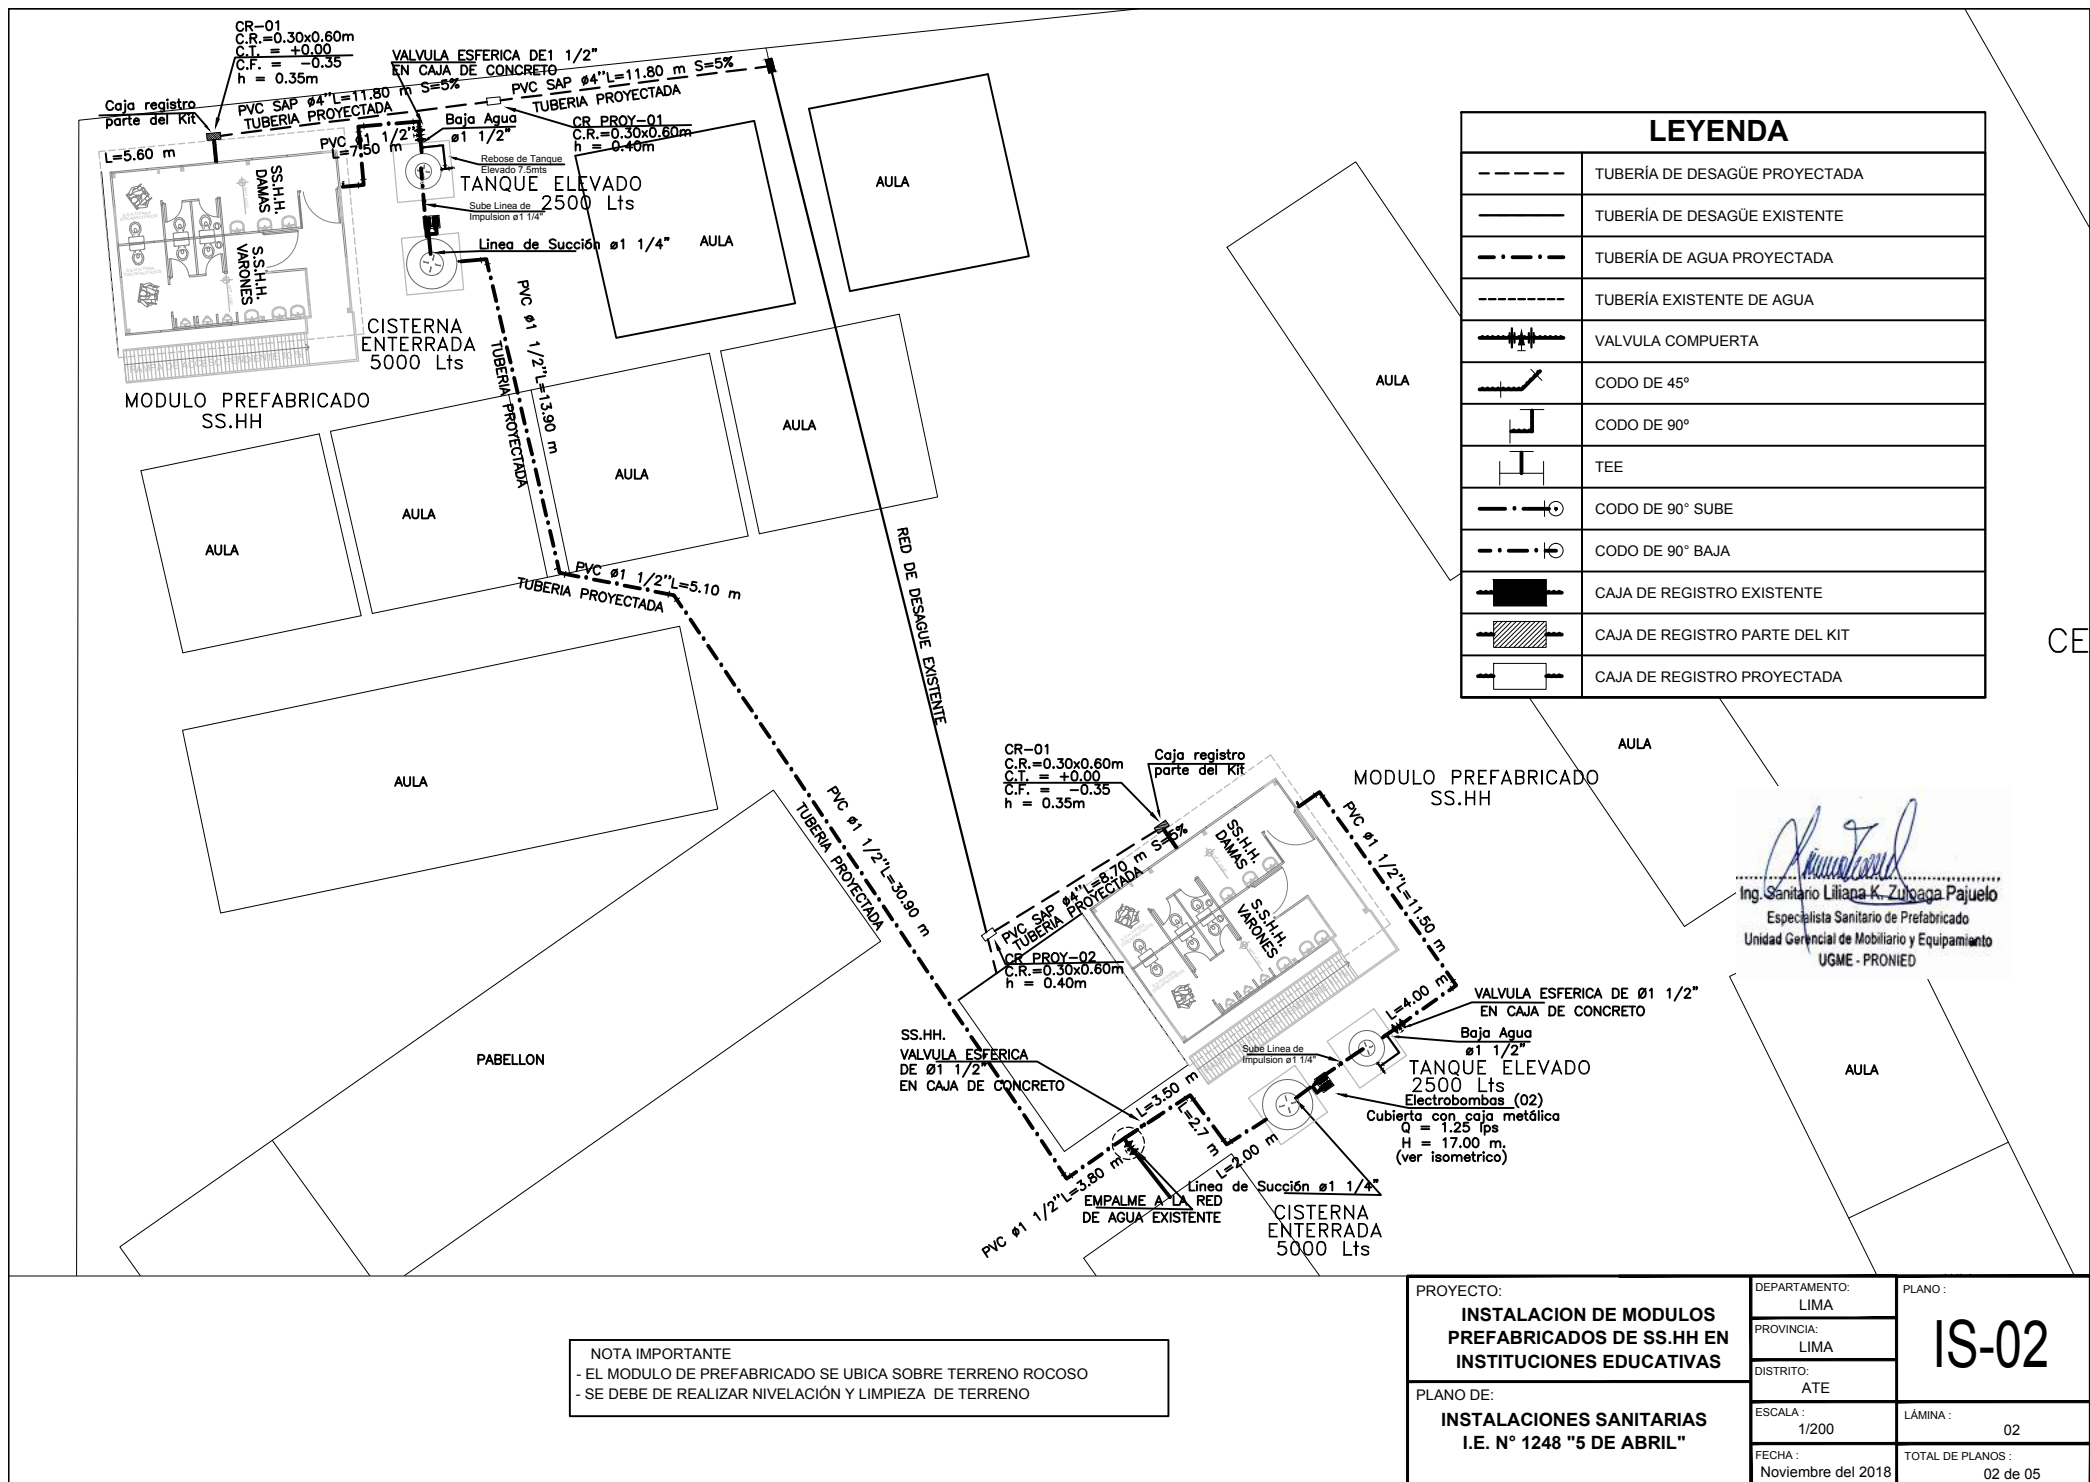 CR-01
C.R.=0.30x0.60m
C.T. = +0.00
C.F. = -0.35
h = 0.35m
VALVULA ESFERICA DE1 1/2"
EN CAJA DE CONCRETO
Caja registro
parte del Kit
PVC SAP ø4"L=11.80 m S=5%
TUBERIA PROYECTADA
PVC SAP ø4"L=11.80 m S=5%
TUBERIA PROYECTADA
L=5.60 m
PVC ø1 1/2"
L=7.50 m
Baja Agua
ø1 1/2"
CR PROY-01
C.R.=0.30x0.60m
h = 0.40m
Rebose de Tanque
Elevado 7.5mts
TANQUE ELEVADO
2500 Lts
Sube Linea de
Impulsion ø1 1/4"
Linea de Succión ø1 1/4"
SS.H.H.
DAMAS
S.S.H.H.
VARONES
CISTERNA
ENTERRADA
5000 Lts
MODULO PREFABRICADO
SS.HH
PVC ø1 1/2"L=13.90 m
TUBERIA PROYECTADA
AULA
AULA
AULA
AULA
AULA
AULA
AULA
AULA
PVC ø1 1/2"L=5.10 m
TUBERIA PROYECTADA
RED DE DESAGUE EXISTENTE
AULA
PVC ø1 1/2"L=30.90 m
TUBERIA PROYECTADA
PABELLON
LEYENDA
TUBERÍA DE DESAGÜE PROYECTADA
TUBERÍA DE DESAGÜE EXISTENTE
TUBERÍA DE AGUA PROYECTADA
TUBERÍA EXISTENTE DE AGUA
VALVULA COMPUERTA
CODO DE 45º
CODO DE 90º
TEE
CODO DE 90° SUBE
CODO DE 90° BAJA
CAJA DE REGISTRO EXISTENTE
CAJA DE REGISTRO PARTE DEL KIT
CAJA DE REGISTRO PROYECTADA
CE
AULA
CR-01
C.R.=0.30x0.60m
C.T. = +0.00
C.F. = -0.35
h = 0.35m
Caja registro
parte del Kit
MODULO PREFABRICADO
SS.HH
PVC SAP ø4"L=8.70 m S=5%
TUBERIA PROYECTADA
SS.H.H.
DAMAS
S.S.H.H.
VARONES
PVC ø1 1/2"L=11.50 m
CR PROY-02
C.R.=0.30x0.60m
h = 0.40m
L=4.00 m
VALVULA ESFERICA DE Ø1 1/2"
EN CAJA DE CONCRETO
Baja Agua
ø1 1/2"
SS.HH.
VALVULA ESFERICA
DE Ø1 1/2"
EN CAJA DE CONCRETO
Sube Linea de
Impulsion ø1 1/4"
TANQUE ELEVADO
2500 Lts
Electrobombas (02)
Cubierta con caja metálica
Q = 1.25 lps
H = 17.00 m.
(ver isometrico)
L=3.50 m
L=2.7 m
L=2.00 m
PVC ø1 1/2"L=3.80 m
Linea de Succión ø1 1/4"
EMPALME A LA RED
DE AGUA EXISTENTE
CISTERNA
ENTERRADA
5000 Lts
AULA
Ing. Sanitario Liliana K. Zuloaga Pajuelo
Especialista Sanitario de Prefabricado
Unidad Gerencial de Mobiliario y Equipamiento
UGME - PRONIED
NOTA IMPORTANTE
- EL MODULO DE PREFABRICADO SE UBICA SOBRE TERRENO ROCOSO
- SE DEBE DE REALIZAR NIVELACIÓN Y LIMPIEZA DE TERRENO
PROYECTO:
INSTALACION DE MODULOS
PREFABRICADOS DE SS.HH EN
INSTITUCIONES EDUCATIVAS
PLANO DE:
INSTALACIONES SANITARIAS
I.E. N° 1248 "5 DE ABRIL"
DEPARTAMENTO:
LIMA
PROVINCIA:
LIMA
DISTRITO:
ATE
ESCALA :
1/200
FECHA :
Noviembre del 2018
PLANO :
IS-02
LÁMINA :
02
TOTAL DE PLANOS :
02 de 05